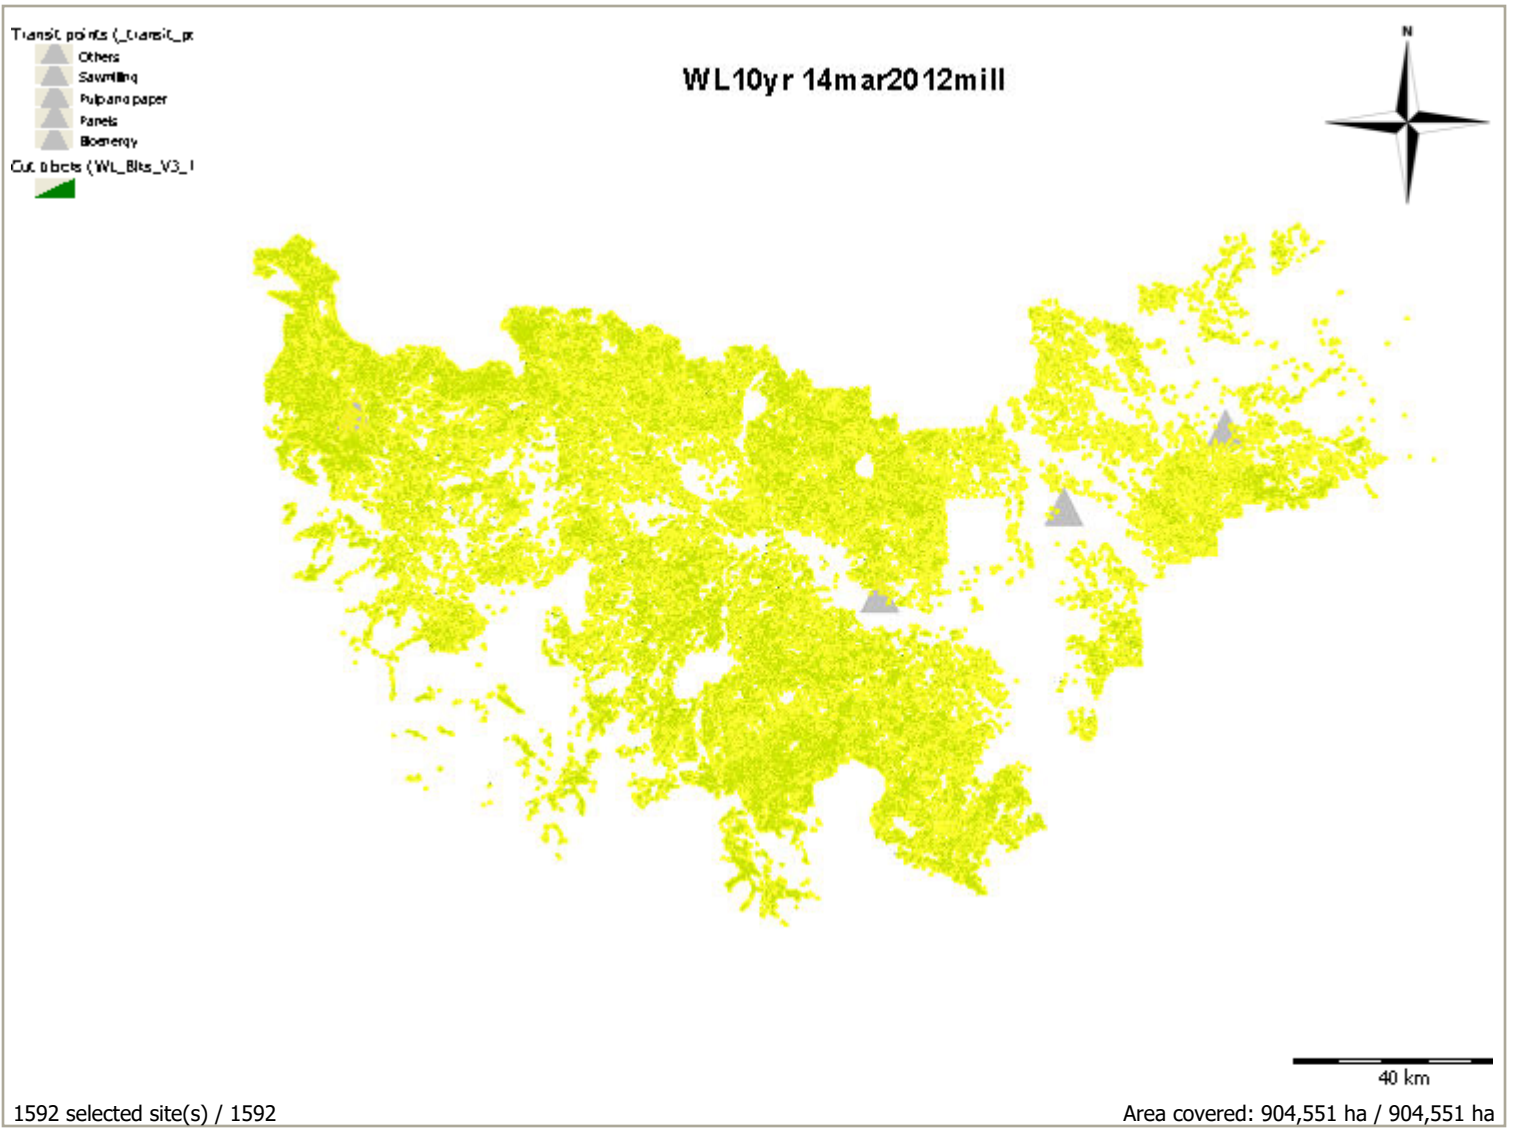 Transit points (_transit_pt
Others
Sawmilling
Pulp and paper
Panels
Bioenergy
Cut blocks (WL_Blks_V3_1
WL10yr 14mar2012mill
N
40 km
1592 selected site(s) / 1592
Area covered: 904,551 ha / 904,551 ha